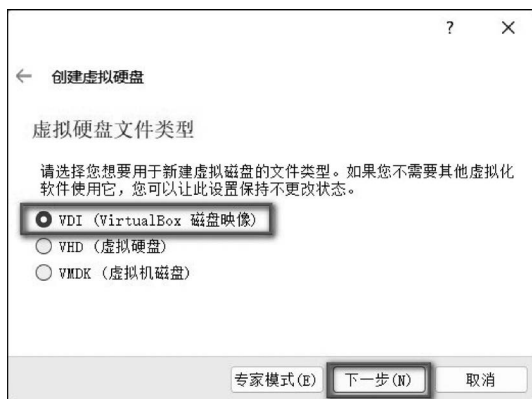 ?
创建虚拟硬盘
虚拟硬盘文件类型
请选择您想要用于新建虚拟磁盘的文件类型。如果您不需要其他虚拟化
软件使用它，您可以让此设置保持不更改状态。
VDI (VirtualBox 磁盘映像)
VHD (虚拟硬盘)
VMDK (虚拟机磁盘)
专家模式(E) 下一步(N) 取消